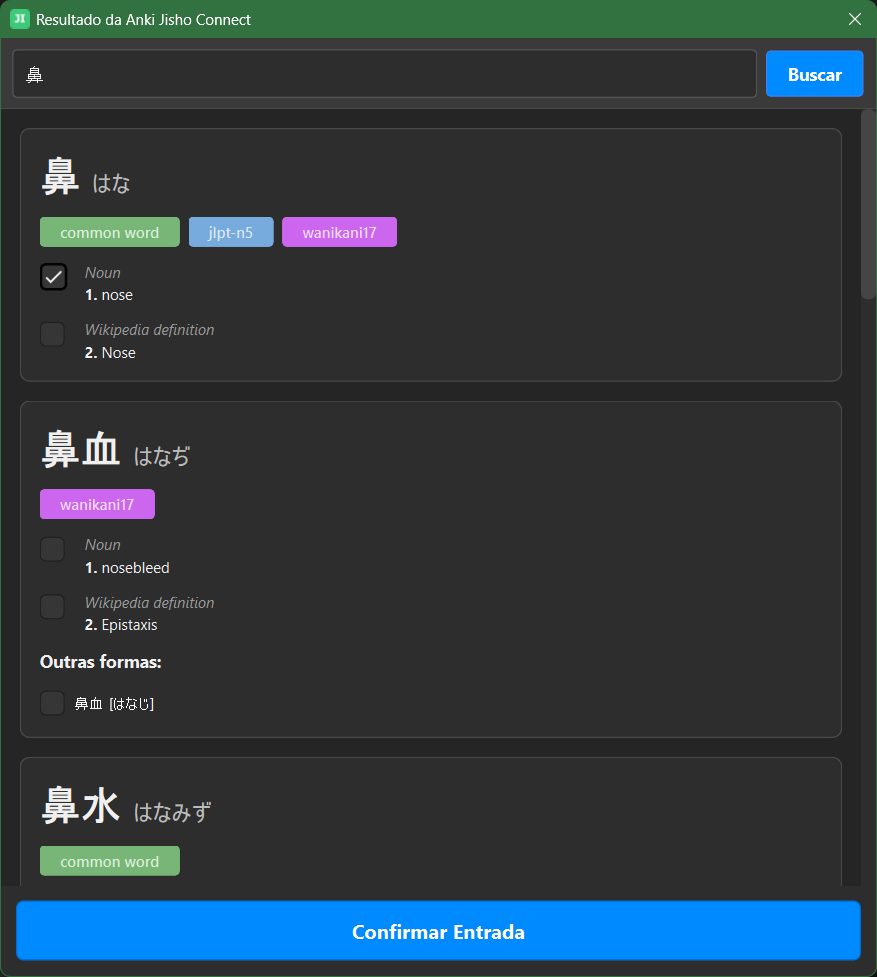 JI Resultado da Anki Jisho Connect
鼻
Buscar
鼻 はな
common word jlpt-n5 wanikani17
Noun
1. nose
Wikipedia definition
2. Nose
鼻血 はなぢ
wanikani17
Noun
1. nosebleed
Wikipedia definition
2. Epistaxis
Outras formas:
鼻血 [はなじ]
鼻水 はなみず
common word
Confirmar Entrada